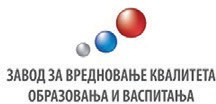 ЗАВОД ЗА ВРЕДНОВАЊЕ КВАЛИТЕТА
ОБРАЗОВАЊА И ВАСПИТАЊА